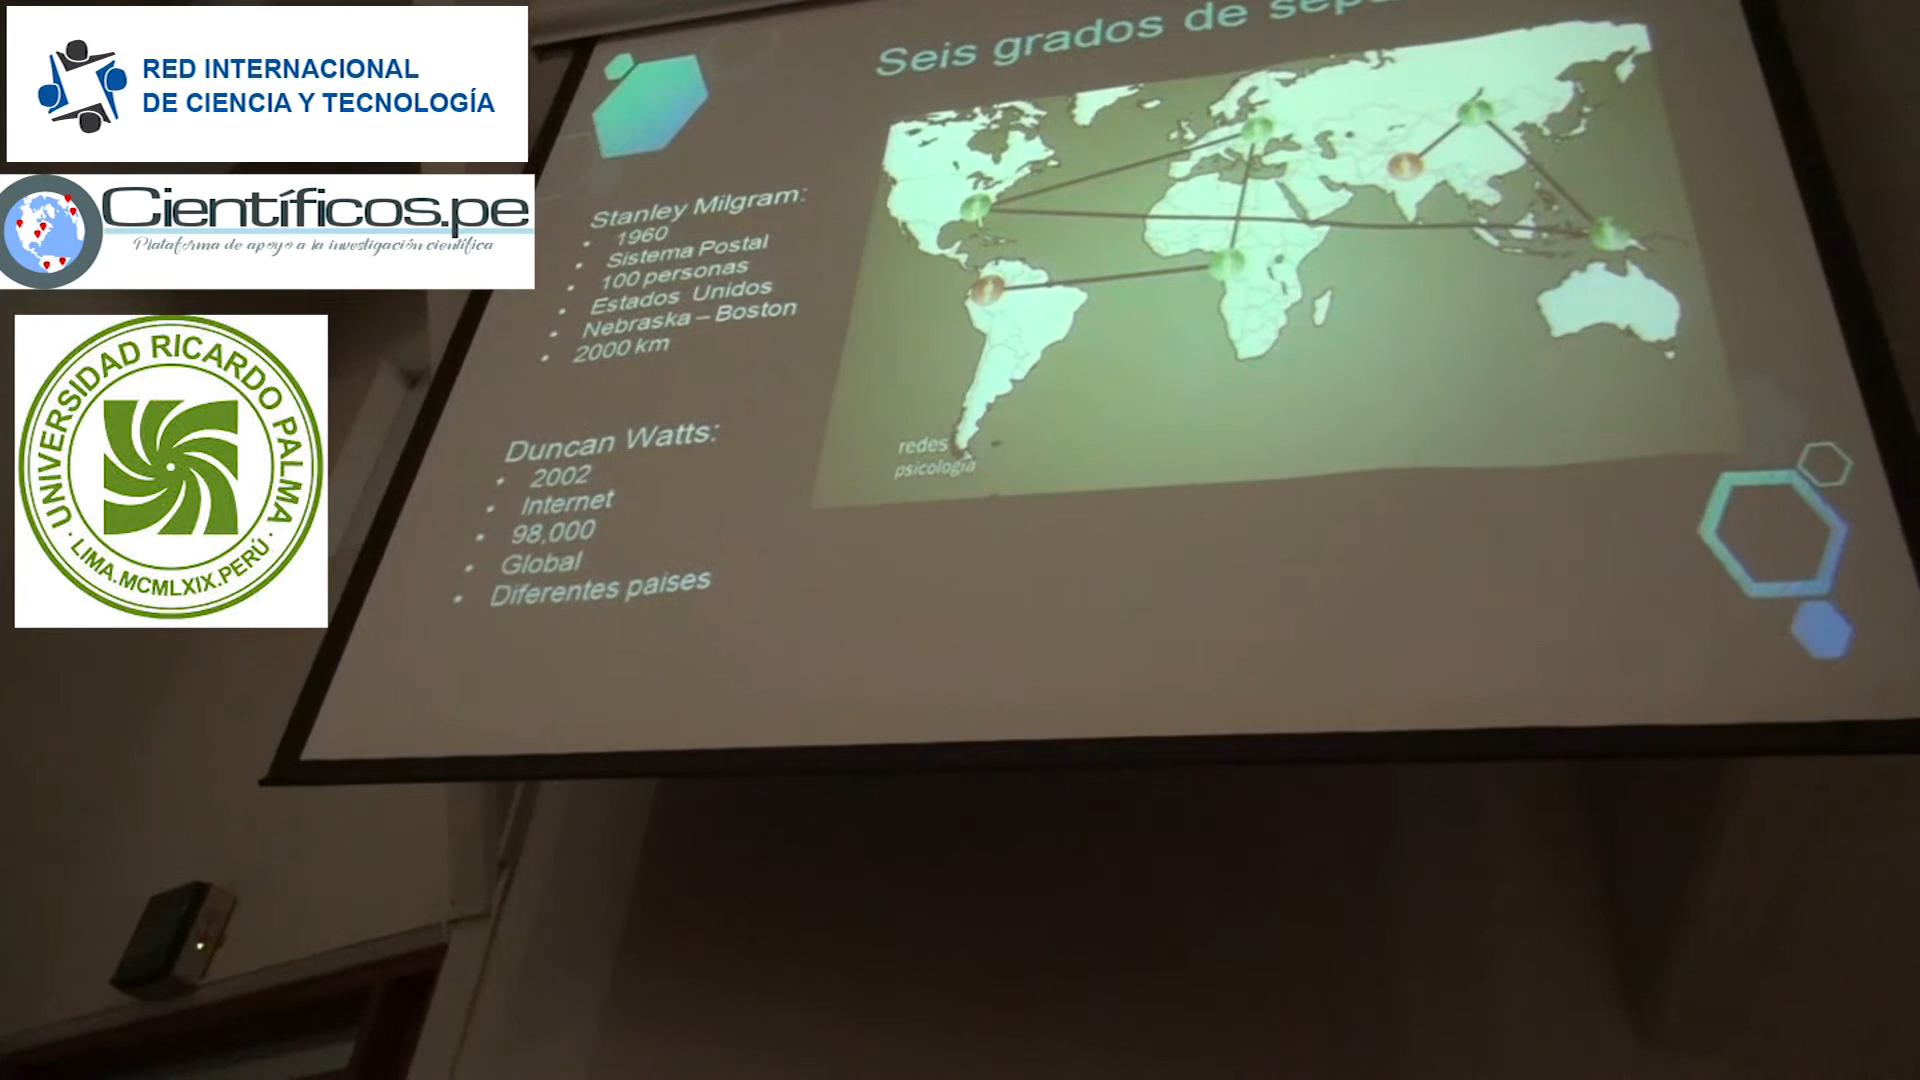 RED INTERNACIONAL
DE CIENCIA Y TECNOLOGÍA
Científicos.pe
Plataforma de apoyo a la investigación científica
UNIVERSIDAD RICARDO PALMA
LIMA.MCMLXIX.PERÚ
Seis grados de
Stanley Milgram:
• 1960
• Sistema Postal
• 100 personas
• Estados Unidos
• Nebraska – Boston
• 2000 km
Duncan Watts:
• 2002
• Internet
• 98,000
• Global
• Diferentes paises
redes
psicología